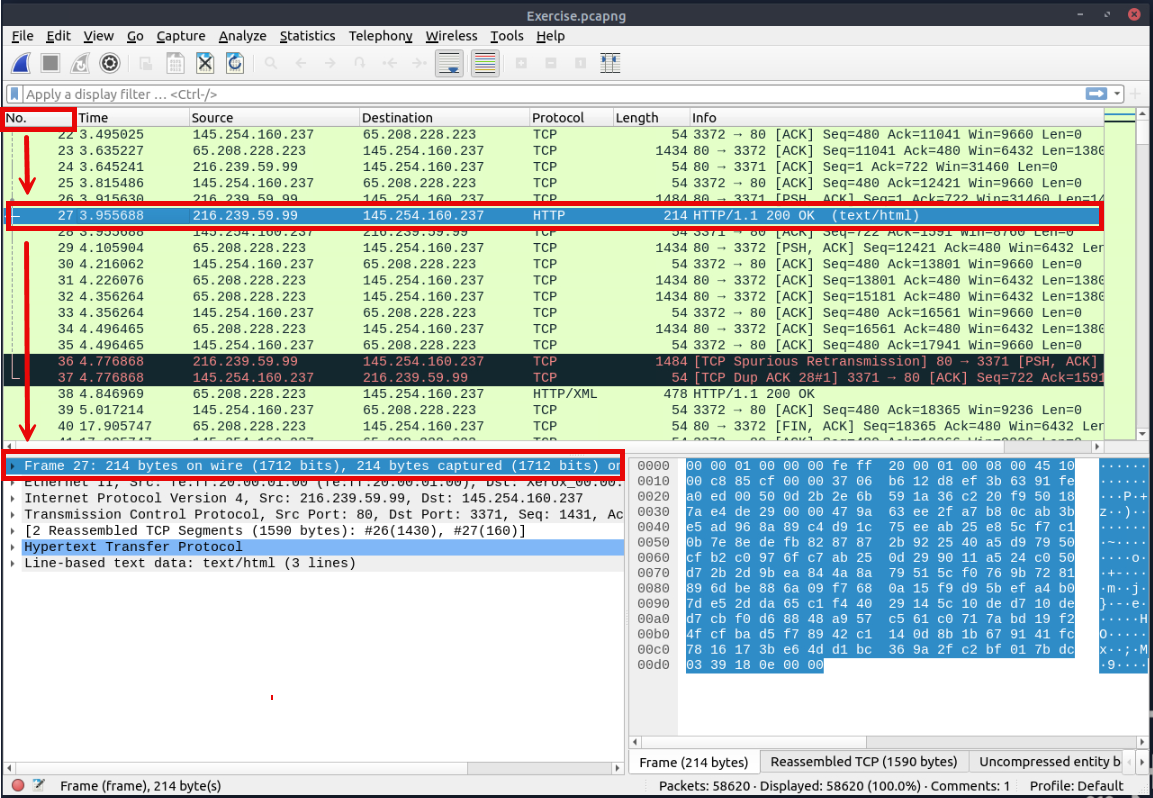 Exercise.pcapng
File Edit View Go Capture Analyze Statistics Telephony Wireless Tools Help
Apply a display filter … <Ctrl-/>
No. Time Source Destination Protocol Length Info
22 3.495025 145.254.160.237 65.208.228.223 TCP 54 3372 → 80 [ACK] Seq=480 Ack=11041 Win=9660 Len=0
23 3.635227 65.208.228.223 145.254.160.237 TCP 1434 80 → 3372 [ACK] Seq=11041 Ack=480 Win=6432 Len=1380
24 3.645241 216.239.59.99 145.254.160.237 TCP 54 80 → 3371 [ACK] Seq=1 Ack=722 Win=31460 Len=0
25 3.815486 145.254.160.237 65.208.228.223 TCP 54 3372 → 80 [ACK] Seq=480 Ack=12421 Win=9660 Len=0
26 3.915630 216.239.59.99 145.254.160.237 TCP 1484 80 → 3371 [PSH, ACK] Seq=1 Ack=722 Win=31460 Len=14
27 3.955688 216.239.59.99 145.254.160.237 HTTP 214 HTTP/1.1 200 OK (text/html)
28 3.955688 145.254.160.237 216.239.59.99 TCP 54 3371 → 80 [ACK] Seq=722 Ack=1591 Win=8760 Len=0
29 4.105904 65.208.228.223 145.254.160.237 TCP 1434 80 → 3372 [PSH, ACK] Seq=12421 Ack=480 Win=6432 Len
30 4.216062 145.254.160.237 65.208.228.223 TCP 54 3372 → 80 [ACK] Seq=480 Ack=13801 Win=9660 Len=0
31 4.226076 65.208.228.223 145.254.160.237 TCP 1434 80 → 3372 [ACK] Seq=13801 Ack=480 Win=6432 Len=1380
32 4.356264 65.208.228.223 145.254.160.237 TCP 1434 80 → 3372 [ACK] Seq=15181 Ack=480 Win=6432 Len=1380
33 4.356264 145.254.160.237 65.208.228.223 TCP 54 3372 → 80 [ACK] Seq=480 Ack=16561 Win=9660 Len=0
34 4.496465 65.208.228.223 145.254.160.237 TCP 1434 80 → 3372 [ACK] Seq=16561 Ack=480 Win=6432 Len=1380
35 4.496465 145.254.160.237 65.208.228.223 TCP 54 3372 → 80 [ACK] Seq=480 Ack=17941 Win=9660 Len=0
36 4.776868 216.239.59.99 145.254.160.237 TCP 1484 [TCP Spurious Retransmission] 80 → 3371 [PSH, ACK]
37 4.776868 145.254.160.237 216.239.59.99 TCP 54 [TCP Dup ACK 28#1] 3371 → 80 [ACK] Seq=722 Ack=1591
38 4.846969 65.208.228.223 145.254.160.237 HTTP/XML 478 HTTP/1.1 200 OK
39 5.017214 145.254.160.237 65.208.228.223 TCP 54 3372 → 80 [ACK] Seq=480 Ack=18365 Win=9236 Len=0
40 17.905747 145.254.160.237 65.208.228.223 TCP 54 3372 → 80 [FIN, ACK] Seq=480 Ack=18365 Win=9236 Len
Frame 27: 214 bytes on wire (1712 bits), 214 bytes captured (1712 bits) on
Ethernet II, Src: fe:ff:20:00:01:00 (fe:ff:20:00:01:00), Dst: Xerox_00:00:
Internet Protocol Version 4, Src: 216.239.59.99, Dst: 145.254.160.237
Transmission Control Protocol, Src Port: 80, Dst Port: 3371, Seq: 1431, Ac
[2 Reassembled TCP Segments (1590 bytes): #26(1430), #27(160)]
Hypertext Transfer Protocol
Line-based text data: text/html (3 lines)
0000 00 00 01 00 00 00 fe ff 20 00 01 00 08 00 45 10 ······
0010 00 c8 85 cf 00 00 37 06 b6 12 d8 ef 3b 63 91 fe ······
0020 a0 ed 00 50 0d 2b 2e 6b 59 1a 36 c2 20 f9 50 18 ···P·+
0030 7a e4 de 29 00 00 47 9a 63 ee 2f a7 b8 0c ab 3b z··)··
0040 e5 ad 96 8a 89 c4 d9 1c 75 ee ab 25 e8 5c f7 c1 ······
0050 0b 7e 8e de fb 82 87 87 2b 92 25 40 a5 d9 79 50 ·~····
0060 cf b2 c0 97 6f c7 ab 25 0d 29 90 11 a5 24 c0 50 ····o·
0070 d7 2b 2d 9b ea 84 4a 8a 79 51 5c f0 76 9b 72 81 ·+-···
0080 89 6d be 88 6a 09 f7 68 0a 15 f9 d5 5b ef a4 b0 ·m··j·
0090 7d e5 2d da 65 c1 f4 40 29 14 5c 10 de d7 10 de }·-·e·
00a0 d7 cb f0 d6 88 48 a9 57 c5 61 c0 71 7a bd 19 f2 ·····H
00b0 4f cf ba d5 f7 89 42 c1 14 0d 8b 1b 67 91 41 fc O·····
00c0 78 16 17 3b e6 4d d1 bc 36 9a 2f c2 bf 01 7b dc x··;·M
00d0 03 39 18 0e 00 00 ·9····
Frame (214 bytes) Reassembled TCP (1590 bytes) Uncompressed entity b
Frame (frame), 214 byte(s) Packets: 58620 · Displayed: 58620 (100.0%) · Comments: 1 Profile: Default